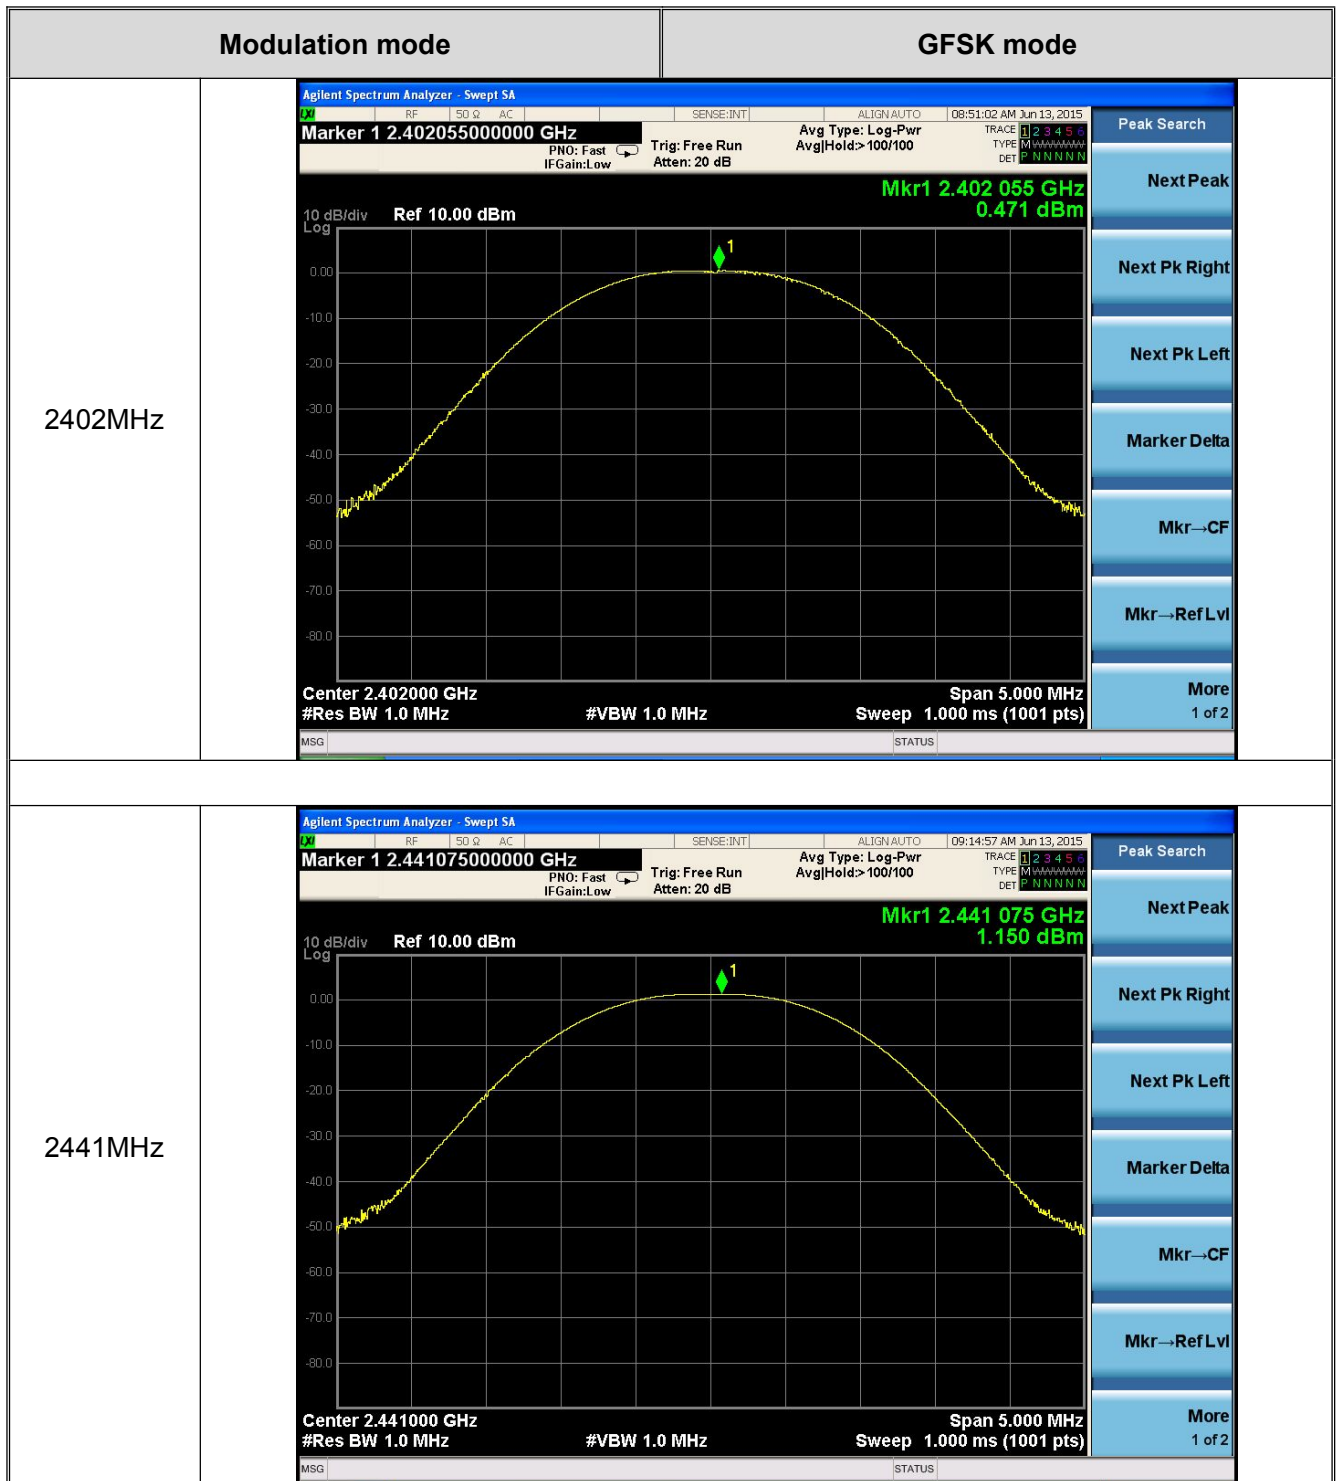 Modulation mode GFSK mode
2402MHz
Agilent Spectrum Analyzer - Swept SA
LXI RF 50 Ω AC SENSE:INT ALIGN AUTO 08:51:02 AM Jun 13, 2015
Marker 1 2.402055000000 GHz
PNO: Fast
IFGain:Low
Trig: Free Run
Atten: 20 dB
Avg Type: Log-Pwr
Avg|Hold:>100/100
TRACE 1 2 3 4 5 6
TYPE M W W W W W
DET P N N N N N
Mkr1 2.402 055 GHz
0.471 dBm
10 dB/div Ref 10.00 dBm
Log
1
0.00
-10.0
-20.0
-30.0
-40.0
-50.0
-60.0
-70.0
-80.0
Center 2.402000 GHz Span 5.000 MHz
#Res BW 1.0 MHz #VBW 1.0 MHz Sweep 1.000 ms (1001 pts)
MSG STATUS
Peak Search
Next Peak
Next Pk Right
Next Pk Left
Marker Delta
Mkr→CF
Mkr→Ref Lvl
More
1 of 2
2441MHz
Agilent Spectrum Analyzer - Swept SA
LXI RF 50 Ω AC SENSE:INT ALIGN AUTO 09:14:57 AM Jun 13, 2015
Marker 1 2.441075000000 GHz
PNO: Fast
IFGain:Low
Trig: Free Run
Atten: 20 dB
Avg Type: Log-Pwr
Avg|Hold:>100/100
TRACE 1 2 3 4 5 6
TYPE M W W W W W
DET P N N N N N
Mkr1 2.441 075 GHz
1.150 dBm
10 dB/div Ref 10.00 dBm
Log
1
0.00
-10.0
-20.0
-30.0
-40.0
-50.0
-60.0
-70.0
-80.0
Center 2.441000 GHz Span 5.000 MHz
#Res BW 1.0 MHz #VBW 1.0 MHz Sweep 1.000 ms (1001 pts)
MSG STATUS
Peak Search
Next Peak
Next Pk Right
Next Pk Left
Marker Delta
Mkr→CF
Mkr→Ref Lvl
More
1 of 2